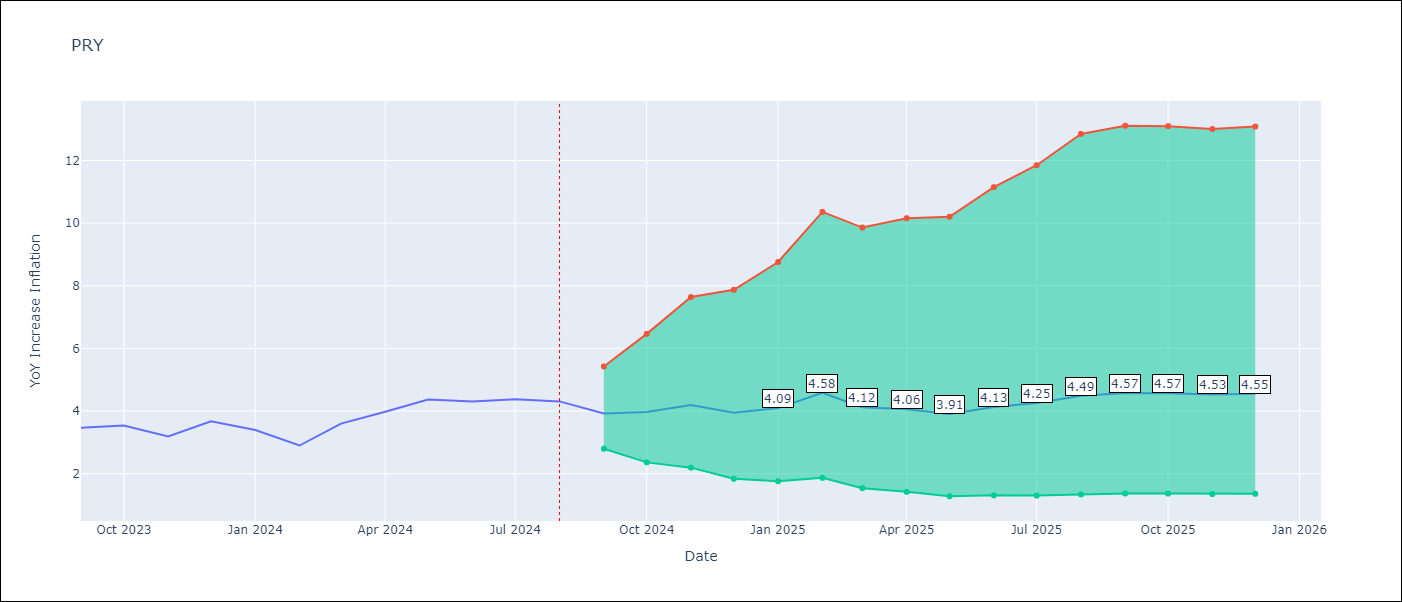 PRY
YoY Increase Inflation
12
10
8
6
4
2
4.09
4.58
4.12
4.06
3.91
4.13
4.25
4.49
4.57
4.57
4.53
4.55
Oct 2023
Jan 2024
Apr 2024
Jul 2024
Oct 2024
Jan 2025
Apr 2025
Jul 2025
Oct 2025
Jan 2026
Date